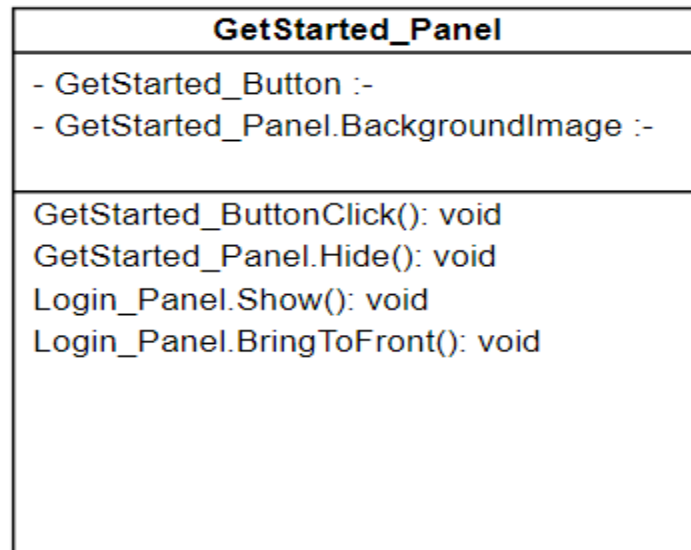 GetStarted_Panel
- GetStarted_Button :-
- GetStarted_Panel.BackgroundImage :-
GetStarted_ButtonClick(): void
GetStarted_Panel.Hide(): void
Login_Panel.Show(): void
Login_Panel.BringToFront(): void